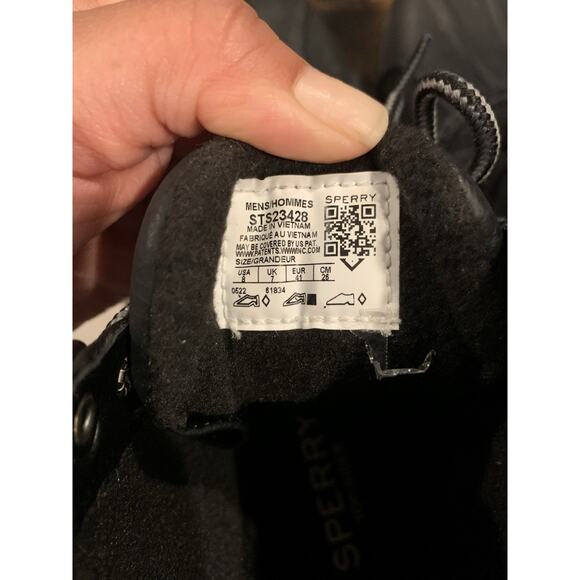 MENS/HOMMES
STS23428
SPERRY
MADE IN VIETNAM
FABRIQUÉ AU VIETNAM
MAY BE COVERED BY US PAT.
WWW.PATENTS.WWWINC.COM
SIZE/GRANDEUR
USA UK EUR CM
8 7 41 26
0522 61834
SPERRY